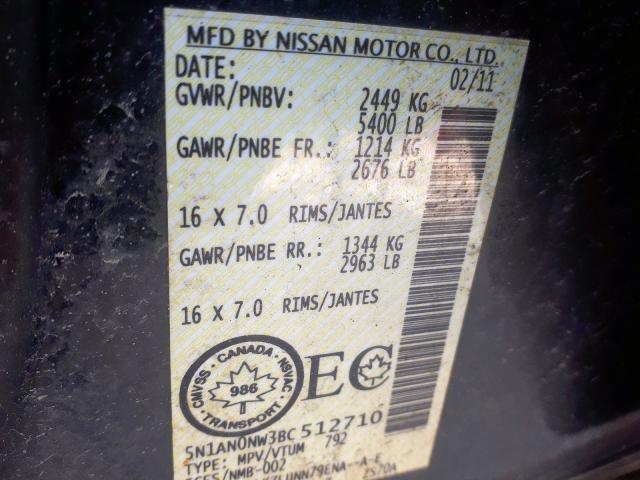 MFD BY NISSAN MOTOR CO., LTD.
DATE: 02/11
GVWR/PNBV: 2449 KG
5400 LB
GAWR/PNBE FR.: 1214 KG
2676 LB
16 X 7.0 RIMS/JANTES
GAWR/PNBE RR.: 1344 KG
2963 LB
16 X 7.0 RIMS/JANTES
CMVSS · CANADA · NSVAC
986
· TRANSPORT ·
EC
5N1AN0NW3BC512710
TYPE: MPV/VTUM 792
/NMB-002
A-E